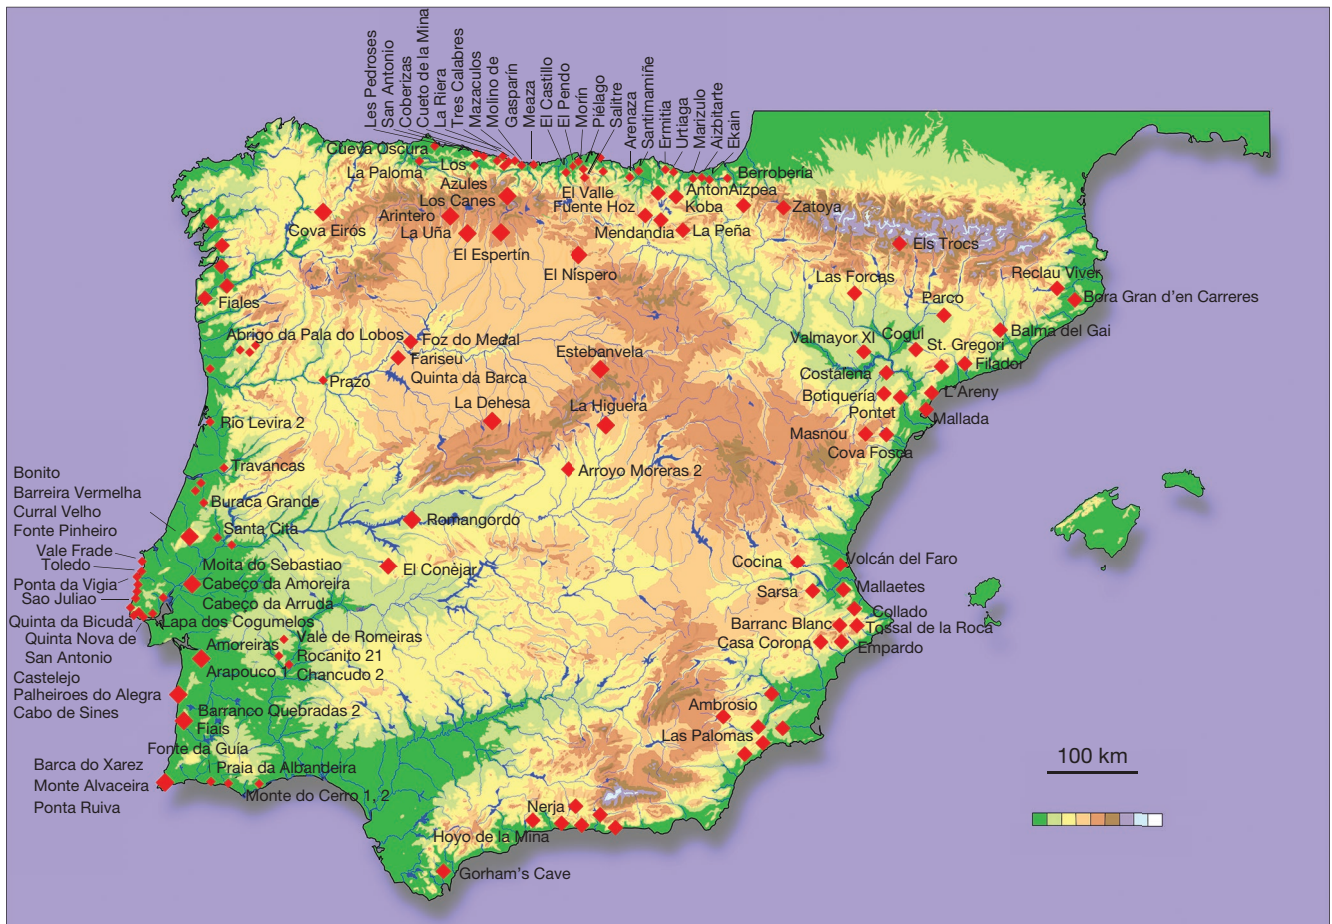 Les Pedroses
San Antonio
Coberizas
Cueto de la Mina
La Riera
Tres Calabres
Mazaculos
Molino de
Gasparín
Meaza
El Castillo
El Pendo
Morín
Piélago
Salitre
Arenaza
Santimamiñe
Ermitia
Urtiaga
Marizulo
Aizbitarte
Ekain
Cueva Oscura
La Paloma
Los
Azules
Los Canes
Arintero
La Uña
El Espertín
Cova Eirós
El Valle
Fuente Hoz
Mendandia
El Níspero
Anton
Koba
Aizpea
Berroberia
La Peña
Zatoya
Els Trocs
Las Forcas
Reclau Viver
Parco
Bora Gran d'en Carreres
Balma del Gai
Valmayor XI
Cogul
St. Gregori
Filador
Costalena
Botiquería
L'Areny
Pontet
Mallada
Masnou
Cova Fosca
Fiales
Abrigo da Pala do Lobos
Foz do Medal
Fariseu
Quinta da Barca
Prazo
Estebanvela
La Dehesa
La Higuera
Rio Levira 2
Travancas
Arroyo Moreras 2
Bonito
Barreira Vermelha
Curral Velho
Fonte Pinheiro
Buraca Grande
Santa Cita
Romangordo
Vale Frade
Toledo
Ponta da Vigia
Sao Juliao
Moita do Sebastiao
Cabeço da Amoreira
Cabeço da Arruda
El Conèjar
Cocina
Volcán del Faro
Sarsa
Mallaetes
Collado
Barranc Blanc
Tossal de la Roca
Casa Corona
Empardo
Quinta da Bicuda
Lapa dos Cogumelos
Quinta Nova de
San Antonio
Amoreiras
Vale de Romeiras
Rocanito 21
Arapouco 1
Chancudo 2
Castelejo
Palheiroes do Alegra
Cabo de Sines
Barranco Quebradas 2
Fiais
Fonte da Guía
Ambrosio
Las Palomas
100 km
Barca do Xarez
Monte Alvaceira
Ponta Ruiva
Praia da Albandeira
Monte do Cerro 1, 2
Nerja
Hoyo de la Mina
Gorham's Cave